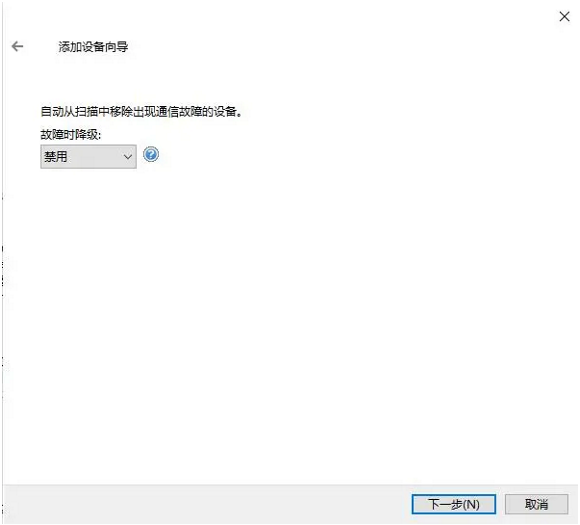 添加设备向导
自动从扫描中移除出现通信故障的设备。
故障时降级:
禁用
下一步(N)
取消